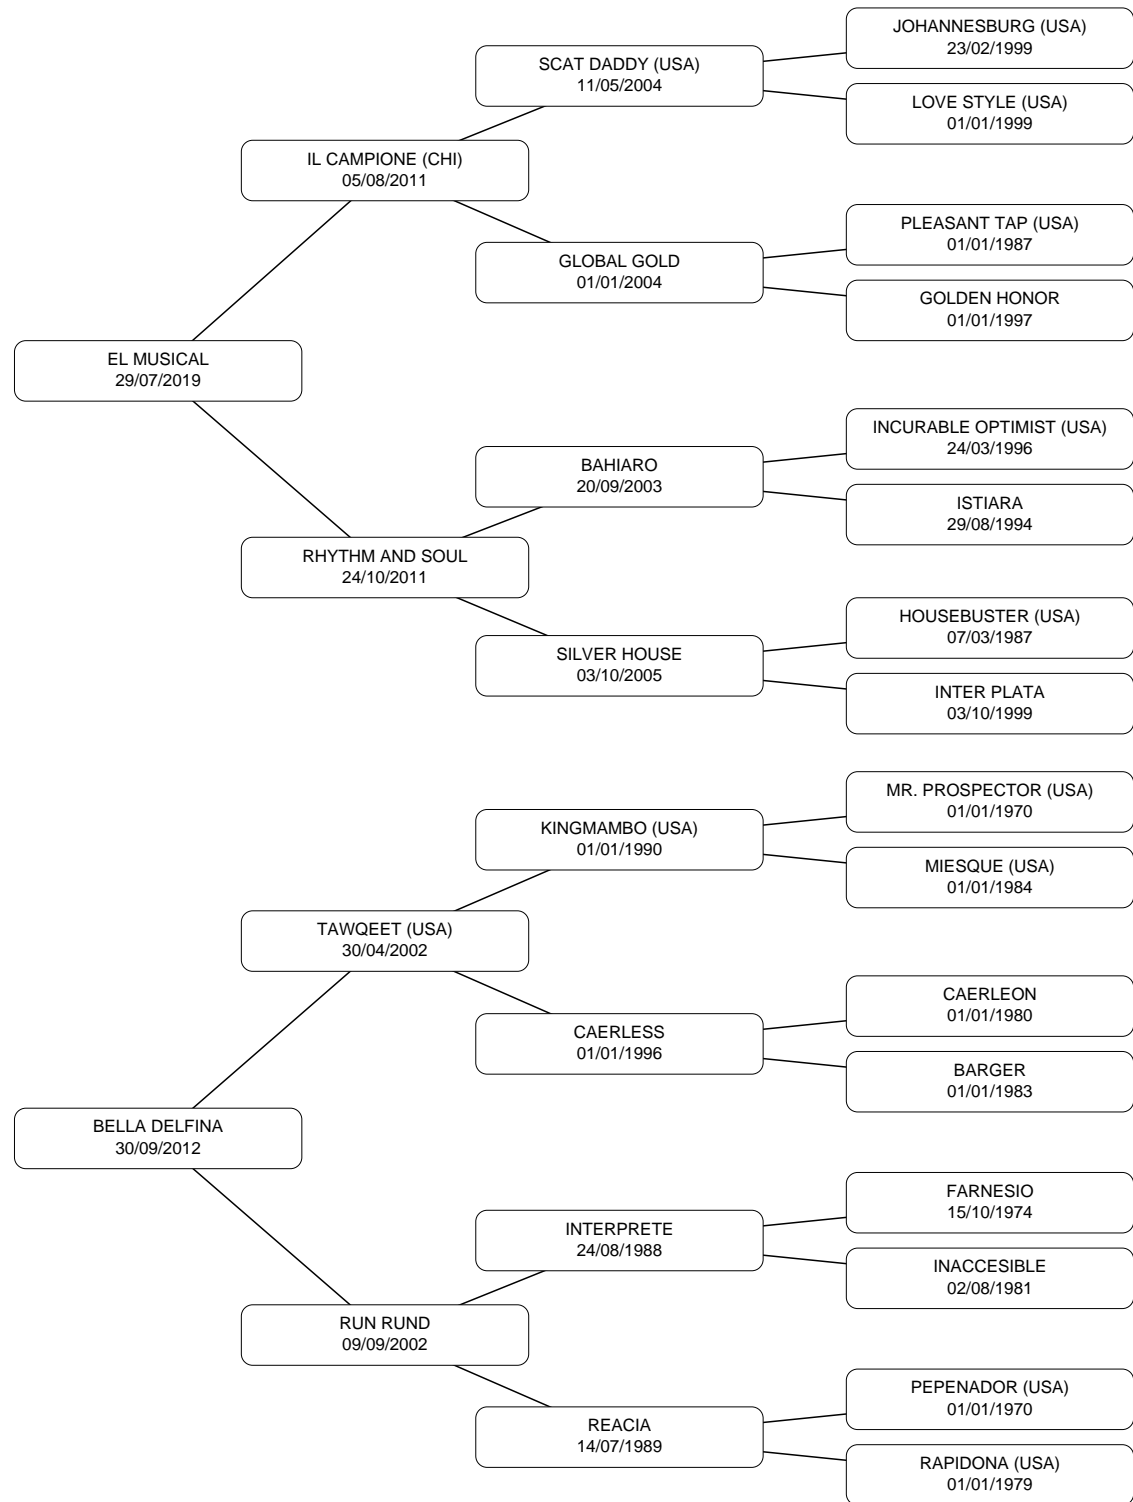 JOHANNESBURG (USA)
23/02/1999
SCAT DADDY (USA)
11/05/2004
LOVE STYLE (USA)
01/01/1999
IL CAMPIONE (CHI)
05/08/2011
PLEASANT TAP (USA)
01/01/1987
GLOBAL GOLD
01/01/2004
GOLDEN HONOR
01/01/1997
EL MUSICAL
29/07/2019
INCURABLE OPTIMIST (USA)
24/03/1996
BAHIARO
20/09/2003
ISTIARA
29/08/1994
RHYTHM AND SOUL
24/10/2011
HOUSEBUSTER (USA)
07/03/1987
SILVER HOUSE
03/10/2005
INTER PLATA
03/10/1999
MR. PROSPECTOR (USA)
01/01/1970
KINGMAMBO (USA)
01/01/1990
MIESQUE (USA)
01/01/1984
TAWQEET (USA)
30/04/2002
CAERLEON
01/01/1980
CAERLESS
01/01/1996
BARGER
01/01/1983
BELLA DELFINA
30/09/2012
FARNESIO
15/10/1974
INTERPRETE
24/08/1988
INACCESIBLE
02/08/1981
RUN RUND
09/09/2002
PEPENADOR (USA)
01/01/1970
REACIA
14/07/1989
RAPIDONA (USA)
01/01/1979